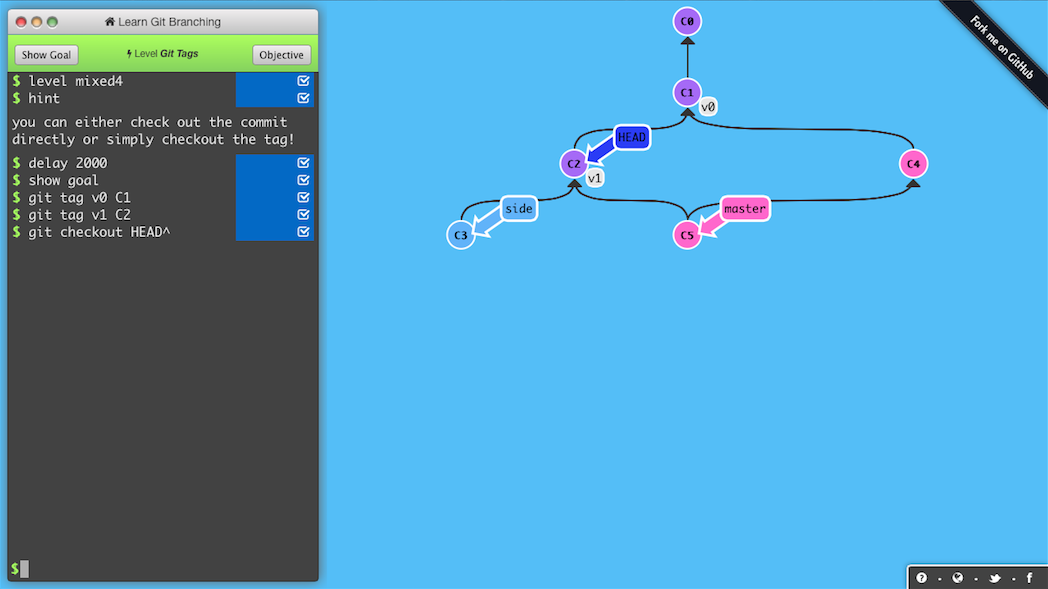 Learn Git Branching
Show Goal
Level Git Tags
Objective
$ level mixed4
$ hint
you can either check out the commit
directly or simply checkout the tag!
$ delay 2000
$ show goal
$ git tag v0 C1
$ git tag v1 C2
$ git checkout HEAD^
$
C0
C1
v0
HEAD
C2
v1
C4
side
C3
master
C5
Fork me on GitHub